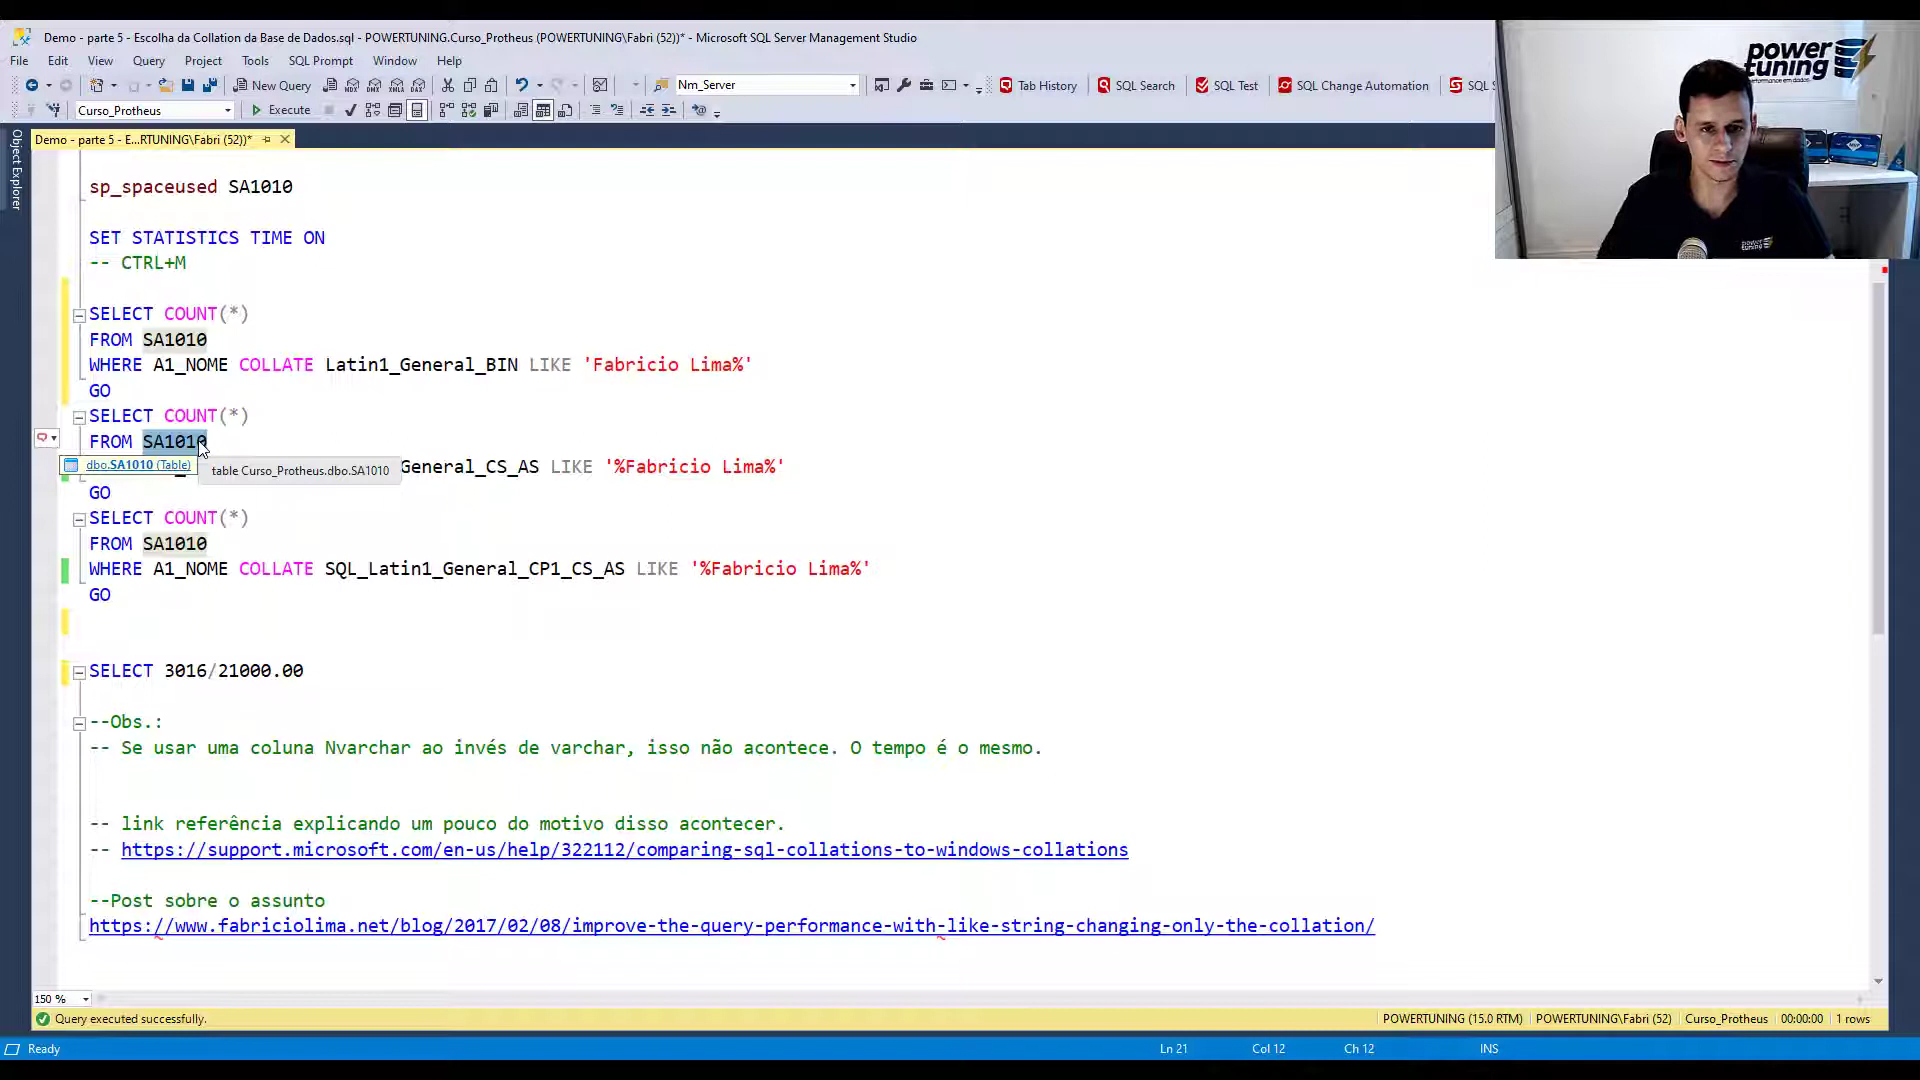 Demo - parte 5 - Escolha da Collation da Base de Dados.sql - POWERTUNING.Curso_Protheus (POWERTUNING\Fabri (52))* - Microsoft SQL Server Management Studio
File Edit View Query Project Tools SQL Prompt Window Help
New Query Nm_Server Tab History SQL Search SQL Test SQL Change Automation SQL S
Curso_Protheus Execute
Demo - parte 5 - E...RTUNING\Fabri (52))*
Object Explorer
sp_spaceused SA1010
SET STATISTICS TIME ON
-- CTRL+M
SELECT COUNT(*)
FROM SA1010
WHERE A1_NOME COLLATE Latin1_General_BIN LIKE 'Fabricio Lima%'
GO
SELECT COUNT(*)
FROM SA1010
dbo.SA1010 (Table)
table Curso_Protheus.dbo.SA1010
General_CS_AS LIKE '%Fabricio Lima%'
GO
SELECT COUNT(*)
FROM SA1010
WHERE A1_NOME COLLATE SQL_Latin1_General_CP1_CS_AS LIKE '%Fabricio Lima%'
GO
SELECT 3016/21000.00
--Obs.:
-- Se usar uma coluna Nvarchar ao invés de varchar, isso não acontece. O tempo é o mesmo.
-- link referência explicando um pouco do motivo disso acontecer.
-- https://support.microsoft.com/en-us/help/322112/comparing-sql-collations-to-windows-collations
--Post sobre o assunto
https://www.fabriciolima.net/blog/2017/02/08/improve-the-query-performance-with-like-string-changing-only-the-collation/
150 %
Query executed successfully. POWERTUNING (15.0 RTM) POWERTUNING\Fabri (52) Curso_Protheus 00:00:00 1 rows
Ready Ln 21 Col 12 Ch 12 INS
power
tuning
performance em dados
power
tuning